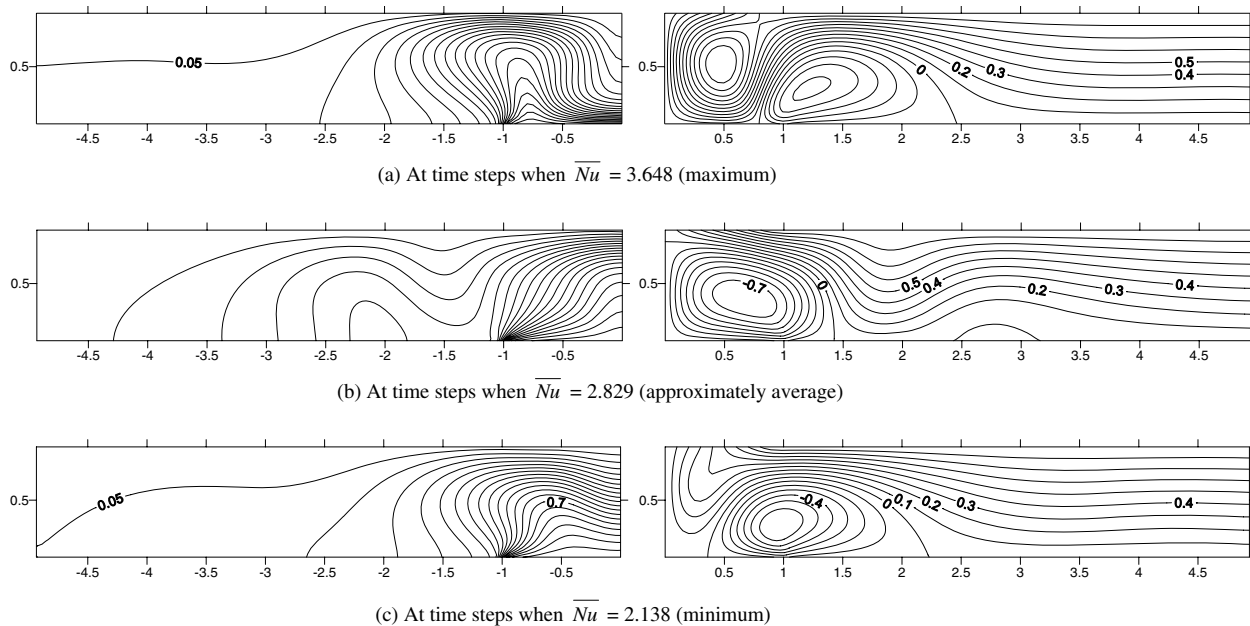 0.5 0.05 0.5 0 0.2 0.3 0.5 0.4
-4.5 -4 -3.5 -3 -2.5 -2 -1.5 -1 -0.5 0.5 1 1.5 2 2.5 3 3.5 4 4.5
(a) At time steps when Nu = 3.648 (maximum)
0.5 0.5 -0.7 0 0.5 0.4 0.2 0.3 0.4
-4.5 -4 -3.5 -3 -2.5 -2 -1.5 -1 -0.5 0.5 1 1.5 2 2.5 3 3.5 4 4.5
(b) At time steps when Nu = 2.829 (approximately average)
0.5 0.05 0.7 0.5 -0.4 0 0.1 0.2 0.3 0.4
-4.5 -4 -3.5 -3 -2.5 -2 -1.5 -1 -0.5 0.5 1 1.5 2 2.5 3 3.5 4 4.5
(c) At time steps when Nu = 2.138 (minimum)